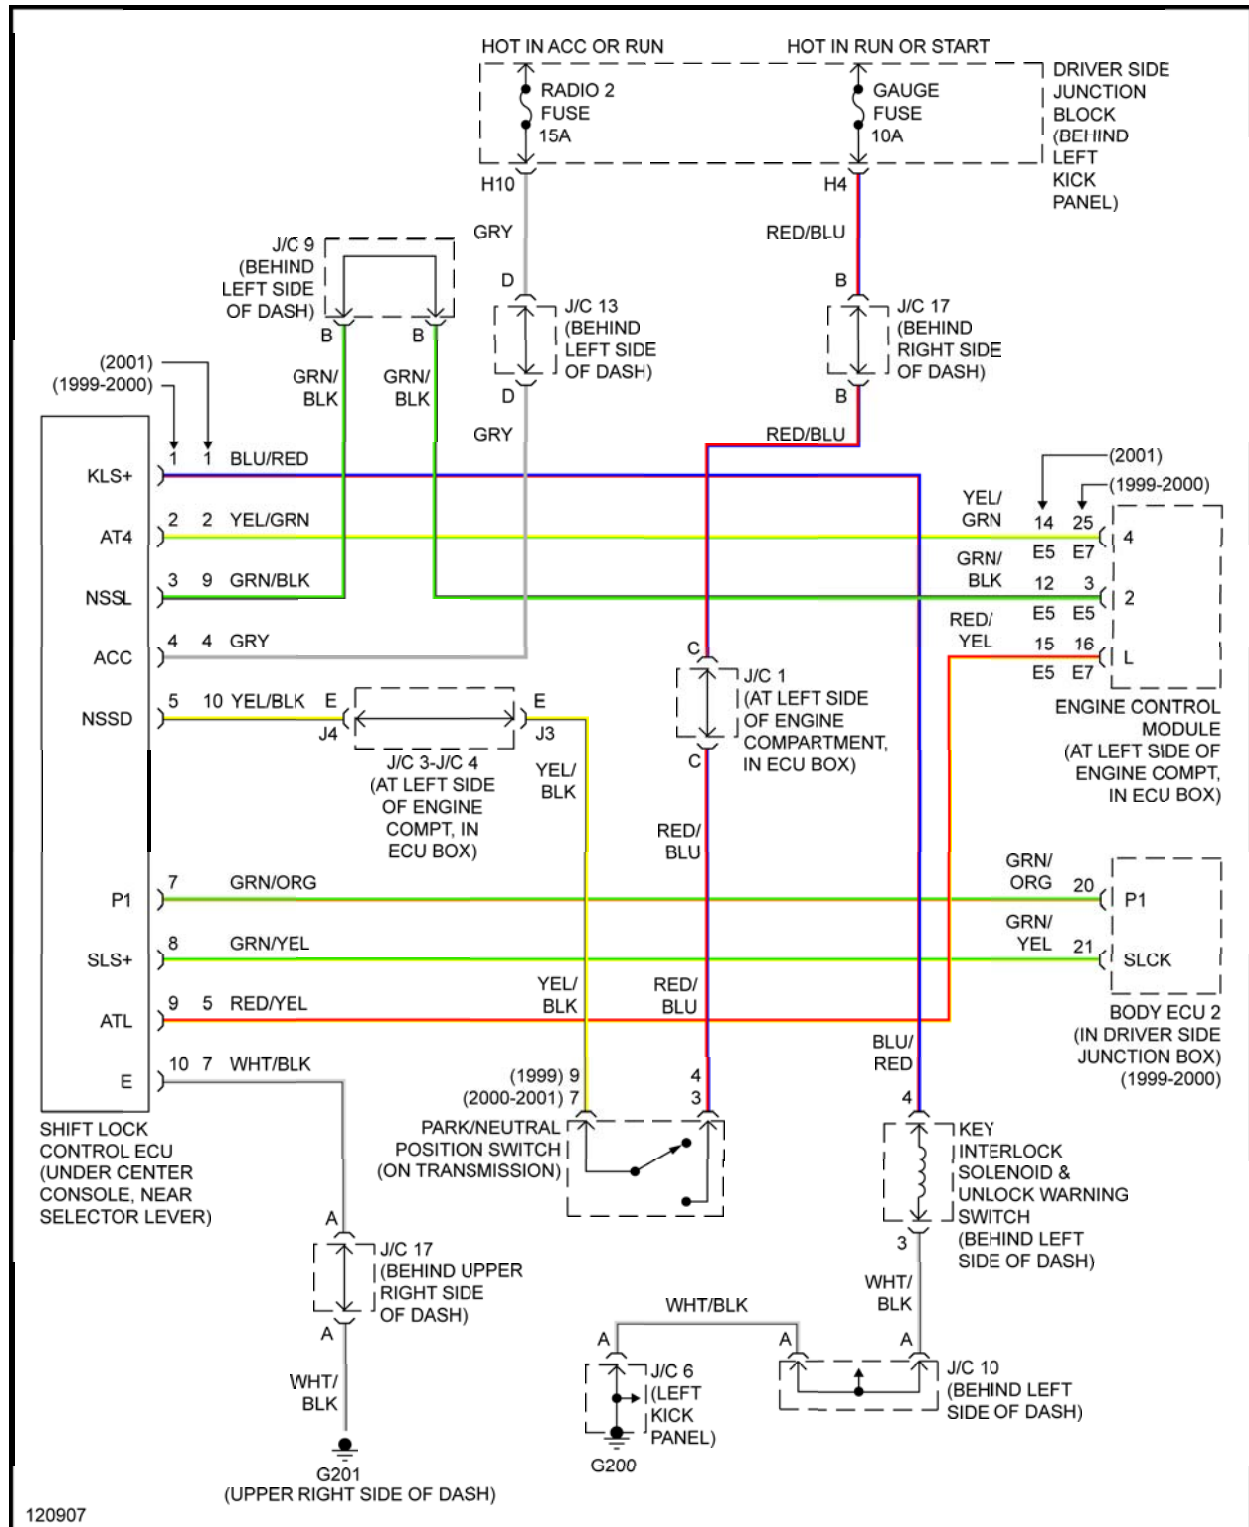 HOT IN ACC OR RUN
HOT IN RUN OR START
RADIO 2
FUSE
15A
GAUGE
FUSE
10A
DRIVER SIDE
JUNCTION
BLOCK
(BEHIND
LEFT
KICK
PANEL)
H10
H4
GRY
RED/BLU
J/C 9
(BEHIND
LEFT SIDE
OF DASH)
D
B
J/C 13
(BEHIND
LEFT SIDE
OF DASH)
J/C 17
(BEHIND
RIGHT SIDE
OF DASH)
B
B
D
B
GRN/
BLK
GRN/
BLK
GRY
RED/BLU
(2001)
(1999-2000)
KLS+
1
1
BLU/RED
AT4
2
2
YEL/GRN
NSSL
3
9
GRN/BLK
ACC
4
4
GRY
NSSD
5
10
YEL/BLK
E
J4
E
J3
J/C 3-J/C 4
(AT LEFT SIDE
OF ENGINE
COMPT, IN
ECU BOX)
YEL/
BLK
C
J/C 1
(AT LEFT SIDE
OF ENGINE
COMPARTMENT,
IN ECU BOX)
C
RED/
BLU
(2001)
(1999-2000)
YEL/
GRN
14
25
E5
E7
4
GRN/
BLK
12
3
E5
E5
2
RED/
YEL
15
16
E5
E7
L
ENGINE CONTROL
MODULE
(AT LEFT SIDE OF
ENGINE COMPT,
IN ECU BOX)
P1
7
GRN/ORG
GRN/
ORG
20
P1
SLS+
8
GRN/YEL
GRN/
YEL
21
SLCK
ATL
9
5
RED/YEL
YEL/
BLK
RED/
BLU
BODY ECU 2
(IN DRIVER SIDE
JUNCTION BOX)
(1999-2000)
E
10
7
WHT/BLK
BLU/
RED
SHIFT LOCK
CONTROL ECU
(UNDER CENTER
CONSOLE, NEAR
SELECTOR LEVER)
(1999) 9
(2000-2001) 7
4
3
4
PARK/NEUTRAL
POSITION SWITCH
(ON TRANSMISSION)
KEY
INTERLOCK
SOLENOID &
UNLOCK WARNING
SWITCH
(BEHIND LEFT
SIDE OF DASH)
3
A
J/C 17
(BEHIND UPPER
RIGHT SIDE
OF DASH)
A
WHT/
BLK
WHT/BLK
WHT/
BLK
A
A
A
J/C 6
(LEFT
KICK
PANEL)
J/C 10
(BEHIND LEFT
SIDE OF DASH)
G200
G201
(UPPER RIGHT SIDE OF DASH)
120907